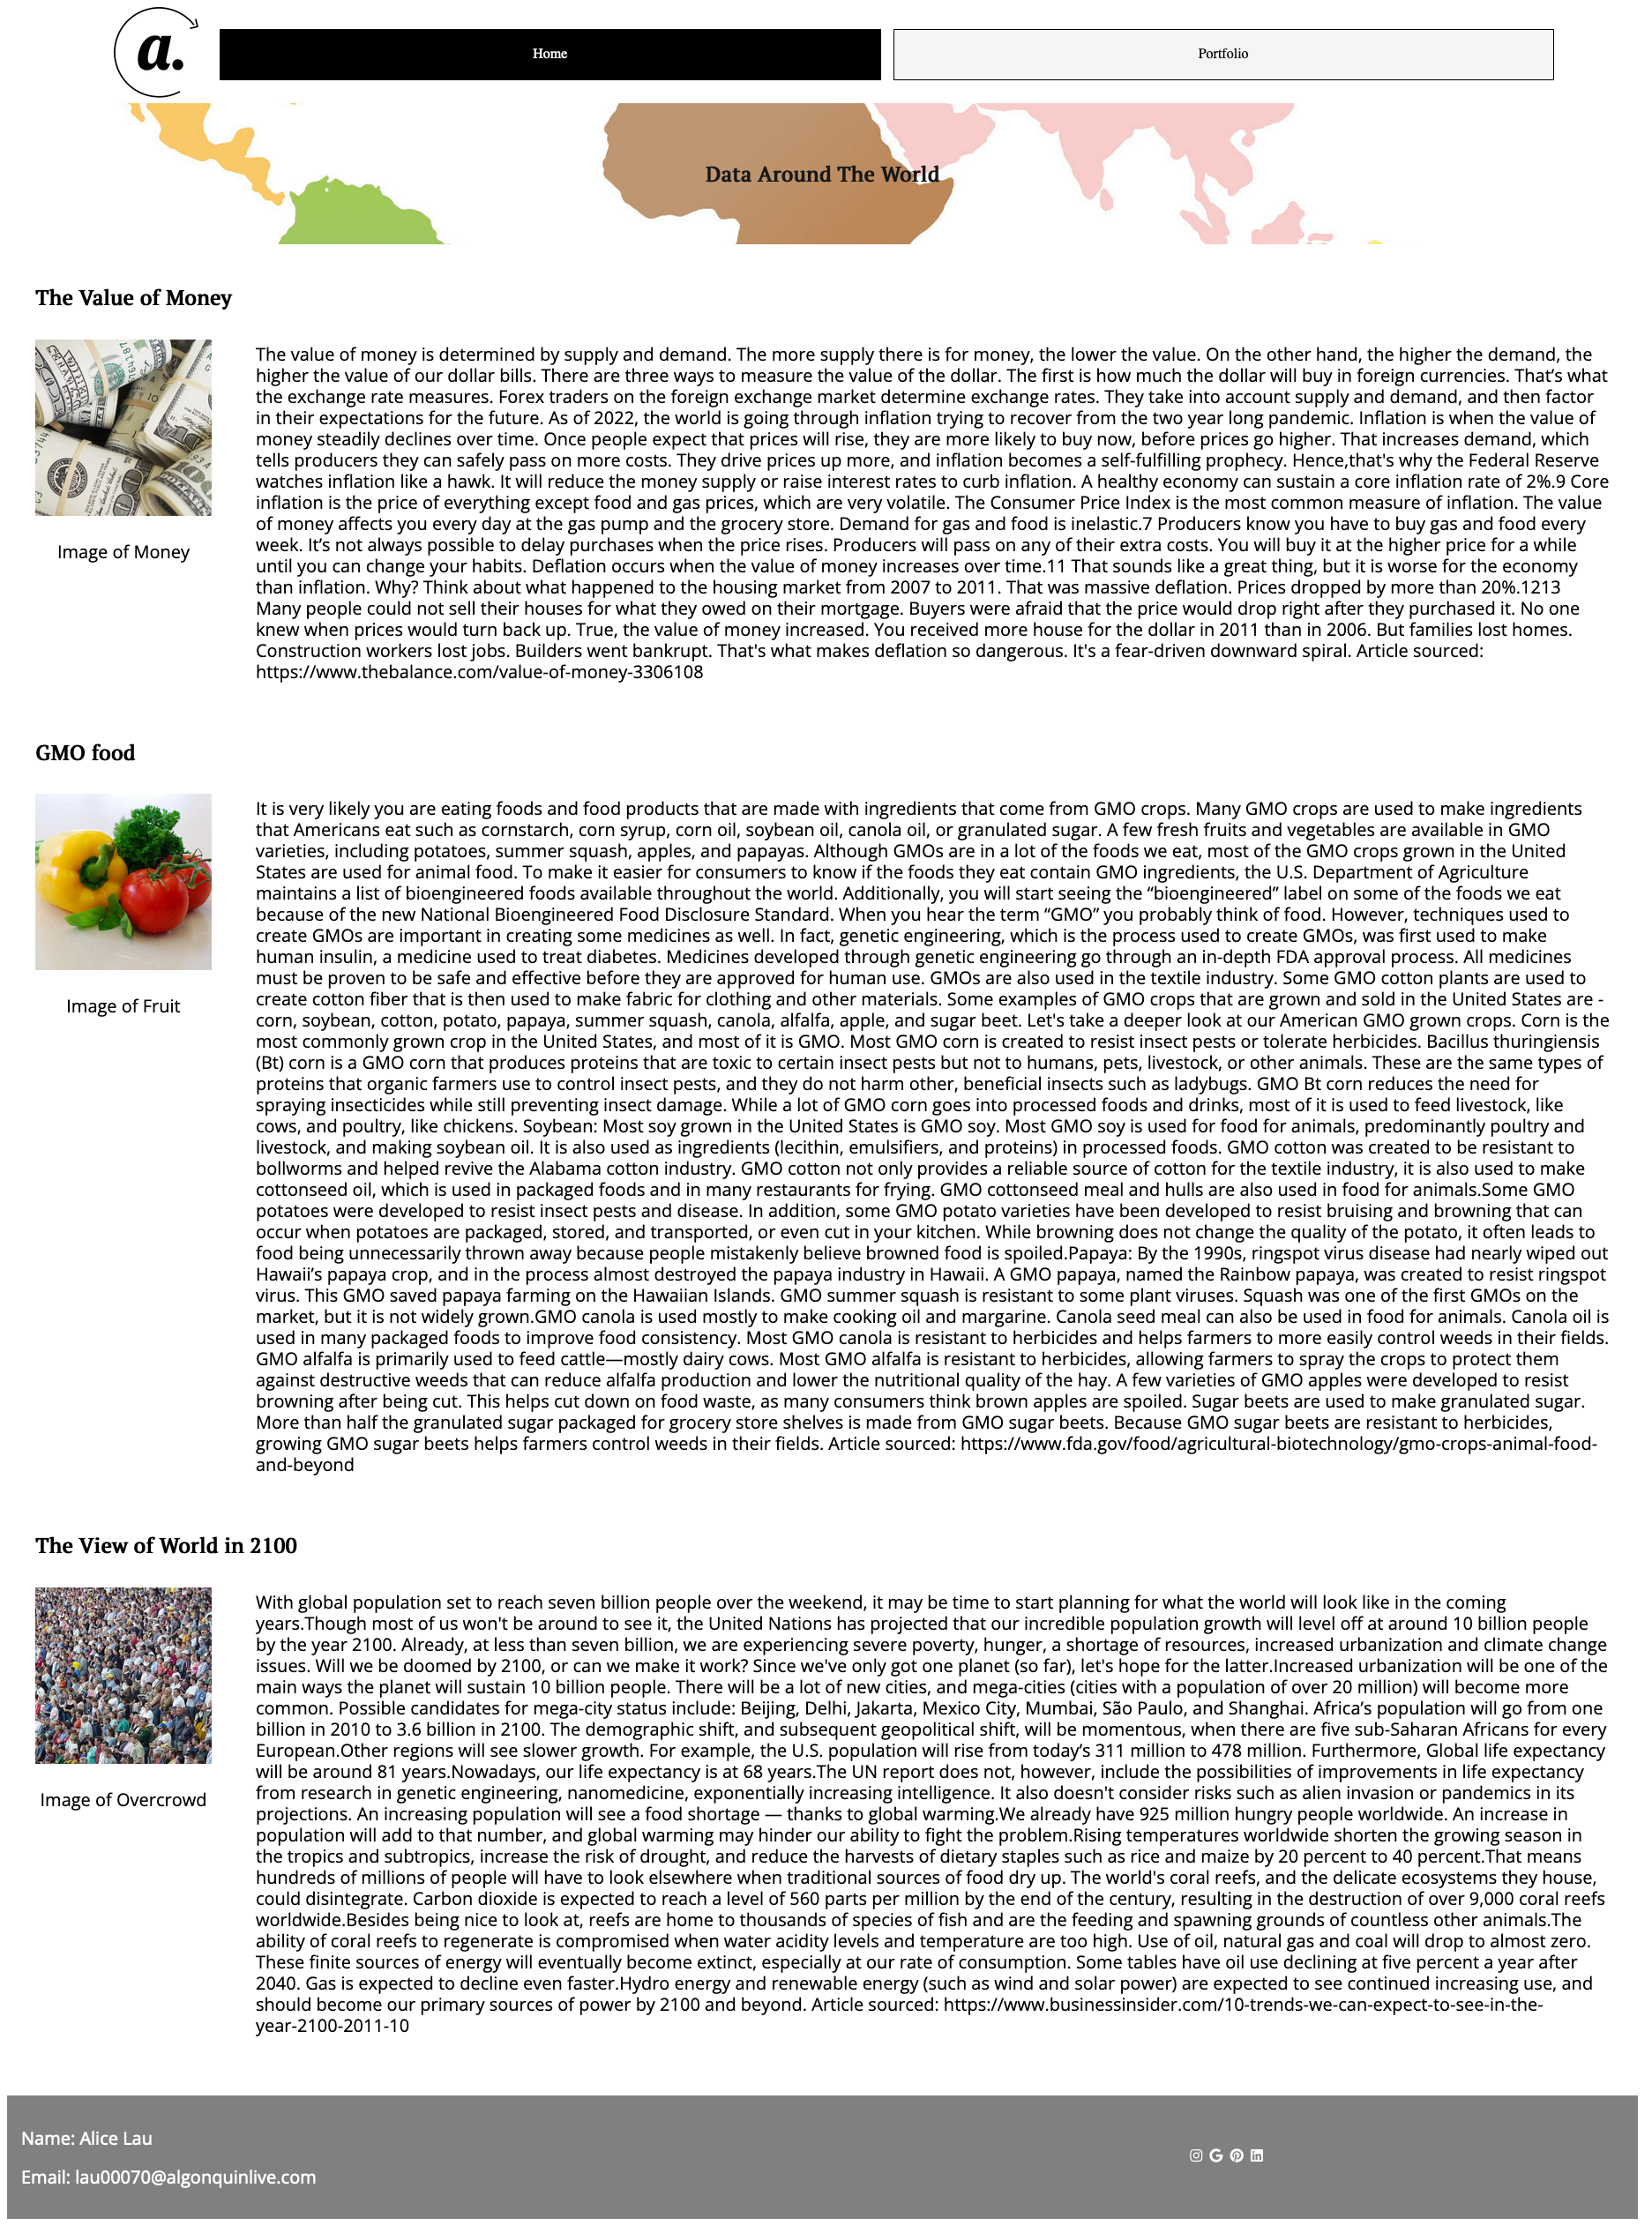 a.
Home
Portfolio
Data Around The World
The Value of Money
The value of money is determined by supply and demand. The more supply there is for money, the lower the value. On the other hand, the higher the demand, the
higher the value of our dollar bills. There are three ways to measure the value of the dollar. The first is how much the dollar will buy in foreign currencies. That’s what
the exchange rate measures. Forex traders on the foreign exchange market determine exchange rates. They take into account supply and demand, and then factor
in their expectations for the future. As of 2022, the world is going through inflation trying to recover from the two year long pandemic. Inflation is when the value of
money steadily declines over time. Once people expect that prices will rise, they are more likely to buy now, before prices go higher. That increases demand, which
tells producers they can safely pass on more costs. They drive prices up more, and inflation becomes a self-fulfilling prophecy. Hence,that's why the Federal Reserve
watches inflation like a hawk. It will reduce the money supply or raise interest rates to curb inflation. A healthy economy can sustain a core inflation rate of 2%.9 Core
inflation is the price of everything except food and gas prices, which are very volatile. The Consumer Price Index is the most common measure of inflation. The value
of money affects you every day at the gas pump and the grocery store. Demand for gas and food is inelastic.7 Producers know you have to buy gas and food every
week. It’s not always possible to delay purchases when the price rises. Producers will pass on any of their extra costs. You will buy it at the higher price for a while
until you can change your habits. Deflation occurs when the value of money increases over time.11 That sounds like a great thing, but it is worse for the economy
than inflation. Why? Think about what happened to the housing market from 2007 to 2011. That was massive deflation. Prices dropped by more than 20%.1213
Many people could not sell their houses for what they owed on their mortgage. Buyers were afraid that the price would drop right after they purchased it. No one
knew when prices would turn back up. True, the value of money increased. You received more house for the dollar in 2011 than in 2006. But families lost homes.
Construction workers lost jobs. Builders went bankrupt. That's what makes deflation so dangerous. It's a fear-driven downward spiral. Article sourced:
https://www.thebalance.com/value-of-money-3306108
Image of Money
GMO food
It is very likely you are eating foods and food products that are made with ingredients that come from GMO crops. Many GMO crops are used to make ingredients
that Americans eat such as cornstarch, corn syrup, corn oil, soybean oil, canola oil, or granulated sugar. A few fresh fruits and vegetables are available in GMO
varieties, including potatoes, summer squash, apples, and papayas. Although GMOs are in a lot of the foods we eat, most of the GMO crops grown in the United
States are used for animal food. To make it easier for consumers to know if the foods they eat contain GMO ingredients, the U.S. Department of Agriculture
maintains a list of bioengineered foods available throughout the world. Additionally, you will start seeing the “bioengineered” label on some of the foods we eat
because of the new National Bioengineered Food Disclosure Standard. When you hear the term “GMO” you probably think of food. However, techniques used to
create GMOs are important in creating some medicines as well. In fact, genetic engineering, which is the process used to create GMOs, was first used to make
human insulin, a medicine used to treat diabetes. Medicines developed through genetic engineering go through an in-depth FDA approval process. All medicines
must be proven to be safe and effective before they are approved for human use. GMOs are also used in the textile industry. Some GMO cotton plants are used to
create cotton fiber that is then used to make fabric for clothing and other materials. Some examples of GMO crops that are grown and sold in the United States are -
corn, soybean, cotton, potato, papaya, summer squash, canola, alfalfa, apple, and sugar beet. Let's take a deeper look at our American GMO grown crops. Corn is the
most commonly grown crop in the United States, and most of it is GMO. Most GMO corn is created to resist insect pests or tolerate herbicides. Bacillus thuringiensis
(Bt) corn is a GMO corn that produces proteins that are toxic to certain insect pests but not to humans, pets, livestock, or other animals. These are the same types of
proteins that organic farmers use to control insect pests, and they do not harm other, beneficial insects such as ladybugs. GMO Bt corn reduces the need for
spraying insecticides while still preventing insect damage. While a lot of GMO corn goes into processed foods and drinks, most of it is used to feed livestock, like
cows, and poultry, like chickens. Soybean: Most soy grown in the United States is GMO soy. Most GMO soy is used for food for animals, predominantly poultry and
livestock, and making soybean oil. It is also used as ingredients (lecithin, emulsifiers, and proteins) in processed foods. GMO cotton was created to be resistant to
bollworms and helped revive the Alabama cotton industry. GMO cotton not only provides a reliable source of cotton for the textile industry, it is also used to make
cottonseed oil, which is used in packaged foods and in many restaurants for frying. GMO cottonseed meal and hulls are also used in food for animals.Some GMO
potatoes were developed to resist insect pests and disease. In addition, some GMO potato varieties have been developed to resist bruising and browning that can
occur when potatoes are packaged, stored, and transported, or even cut in your kitchen. While browning does not change the quality of the potato, it often leads to
food being unnecessarily thrown away because people mistakenly believe browned food is spoiled.Papaya: By the 1990s, ringspot virus disease had nearly wiped out
Hawaii’s papaya crop, and in the process almost destroyed the papaya industry in Hawaii. A GMO papaya, named the Rainbow papaya, was created to resist ringspot
virus. This GMO saved papaya farming on the Hawaiian Islands. GMO summer squash is resistant to some plant viruses. Squash was one of the first GMOs on the
market, but it is not widely grown.GMO canola is used mostly to make cooking oil and margarine. Canola seed meal can also be used in food for animals. Canola oil is
used in many packaged foods to improve food consistency. Most GMO canola is resistant to herbicides and helps farmers to more easily control weeds in their fields.
GMO alfalfa is primarily used to feed cattle—mostly dairy cows. Most GMO alfalfa is resistant to herbicides, allowing farmers to spray the crops to protect them
against destructive weeds that can reduce alfalfa production and lower the nutritional quality of the hay. A few varieties of GMO apples were developed to resist
browning after being cut. This helps cut down on food waste, as many consumers think brown apples are spoiled. Sugar beets are used to make granulated sugar.
More than half the granulated sugar packaged for grocery store shelves is made from GMO sugar beets. Because GMO sugar beets are resistant to herbicides,
growing GMO sugar beets helps farmers control weeds in their fields. Article sourced: https://www.fda.gov/food/agricultural-biotechnology/gmo-crops-animal-food-
and-beyond
Image of Fruit
The View of World in 2100
With global population set to reach seven billion people over the weekend, it may be time to start planning for what the world will look like in the coming
years.Though most of us won't be around to see it, the United Nations has projected that our incredible population growth will level off at around 10 billion people
by the year 2100. Already, at less than seven billion, we are experiencing severe poverty, hunger, a shortage of resources, increased urbanization and climate change
issues. Will we be doomed by 2100, or can we make it work? Since we've only got one planet (so far), let's hope for the latter.Increased urbanization will be one of the
main ways the planet will sustain 10 billion people. There will be a lot of new cities, and mega-cities (cities with a population of over 20 million) will become more
common. Possible candidates for mega-city status include: Beijing, Delhi, Jakarta, Mexico City, Mumbai, São Paulo, and Shanghai. Africa’s population will go from one
billion in 2010 to 3.6 billion in 2100. The demographic shift, and subsequent geopolitical shift, will be momentous, when there are five sub-Saharan Africans for every
European.Other regions will see slower growth. For example, the U.S. population will rise from today’s 311 million to 478 million. Furthermore, Global life expectancy
will be around 81 years.Nowadays, our life expectancy is at 68 years.The UN report does not, however, include the possibilities of improvements in life expectancy
from research in genetic engineering, nanomedicine, exponentially increasing intelligence. It also doesn't consider risks such as alien invasion or pandemics in its
projections. An increasing population will see a food shortage — thanks to global warming.We already have 925 million hungry people worldwide. An increase in
population will add to that number, and global warming may hinder our ability to fight the problem.Rising temperatures worldwide shorten the growing season in
the tropics and subtropics, increase the risk of drought, and reduce the harvests of dietary staples such as rice and maize by 20 percent to 40 percent.That means
hundreds of millions of people will have to look elsewhere when traditional sources of food dry up. The world's coral reefs, and the delicate ecosystems they house,
could disintegrate. Carbon dioxide is expected to reach a level of 560 parts per million by the end of the century, resulting in the destruction of over 9,000 coral reefs
worldwide.Besides being nice to look at, reefs are home to thousands of species of fish and are the feeding and spawning grounds of countless other animals.The
ability of coral reefs to regenerate is compromised when water acidity levels and temperature are too high. Use of oil, natural gas and coal will drop to almost zero.
These finite sources of energy will eventually become extinct, especially at our rate of consumption. Some tables have oil use declining at five percent a year after
2040. Gas is expected to decline even faster.Hydro energy and renewable energy (such as wind and solar power) are expected to see continued increasing use, and
should become our primary sources of power by 2100 and beyond. Article sourced: https://www.businessinsider.com/10-trends-we-can-expect-to-see-in-the-
year-2100-2011-10
Image of Overcrowd
Name: Alice Lau
Email: lau00070@algonquinlive.com